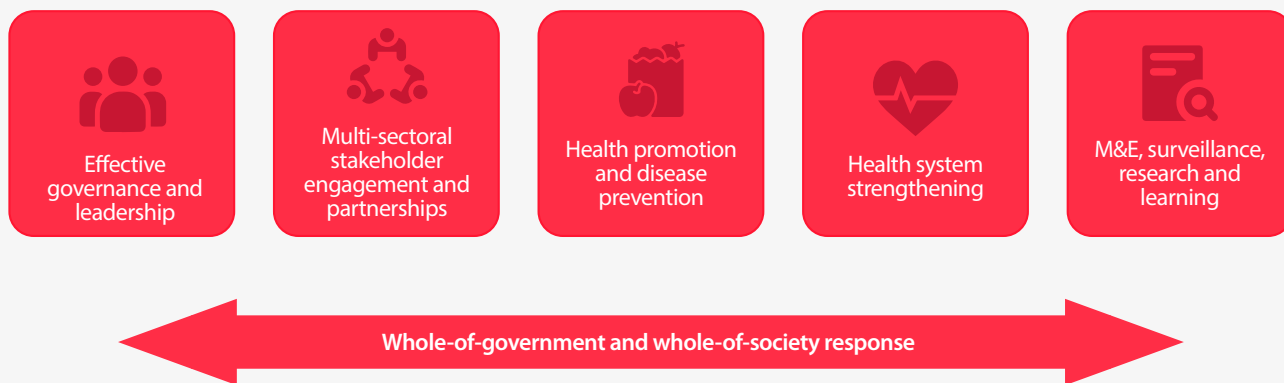 Effective
governance and
leadership
Multi-sectoral
stakeholder
engagement and
partnerships
Health promotion
and disease
prevention
Health system
strengthening
M&E, surveillance,
research and
learning
Whole-of-government and whole-of-society response